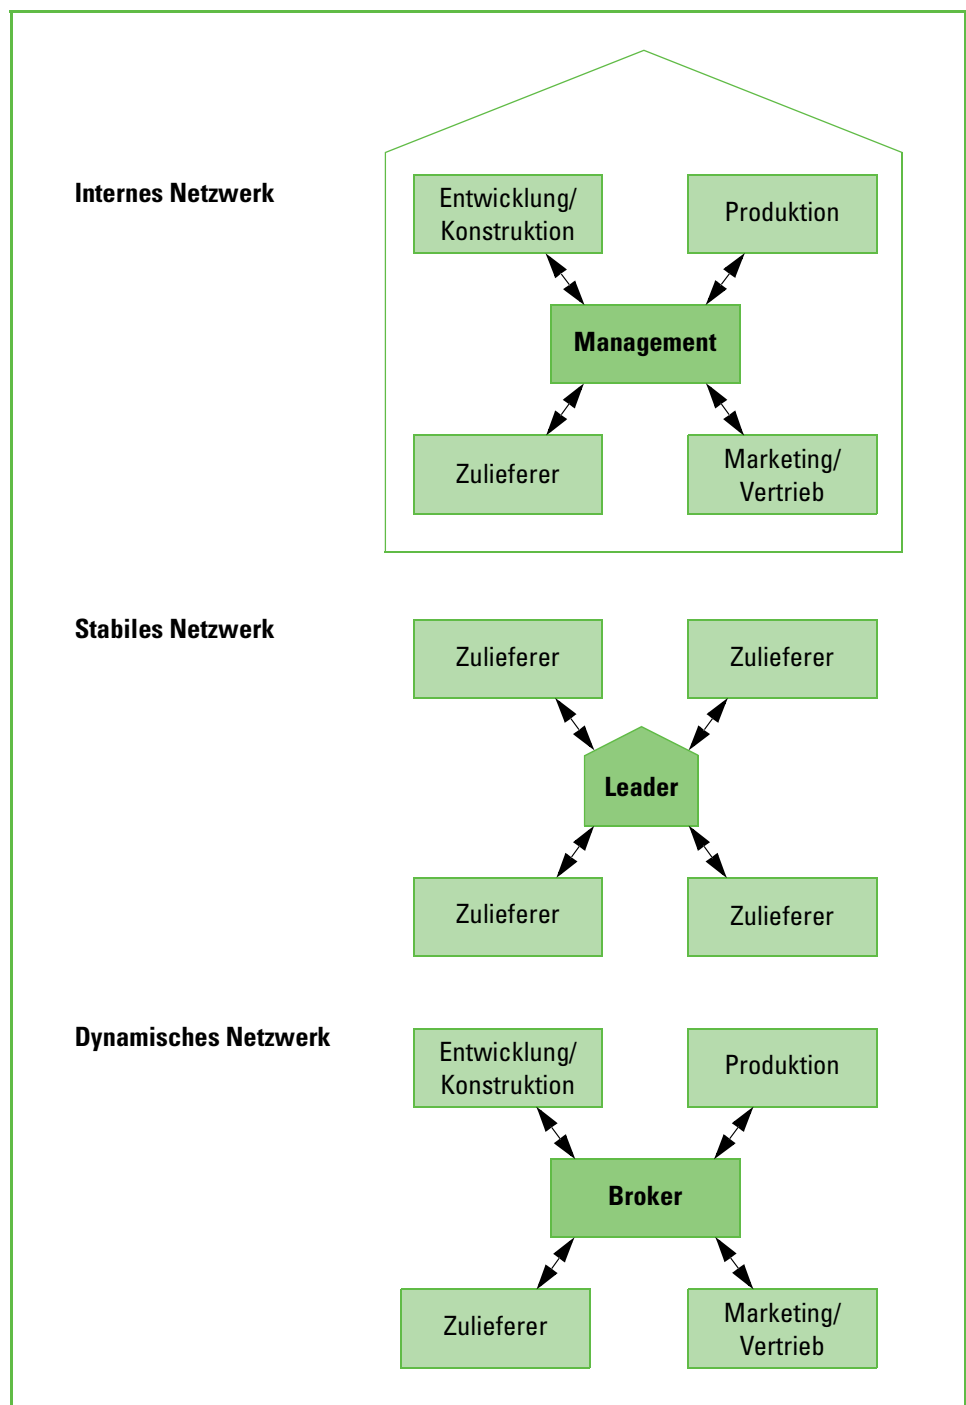 Internes Netzwerk
Entwicklung/
Konstruktion
Produktion
Management
Zulieferer
Marketing/
Vertrieb
Stabiles Netzwerk
Zulieferer
Zulieferer
Leader
Zulieferer
Zulieferer
Dynamisches Netzwerk
Entwicklung/
Konstruktion
Produktion
Broker
Zulieferer
Marketing/
Vertrieb